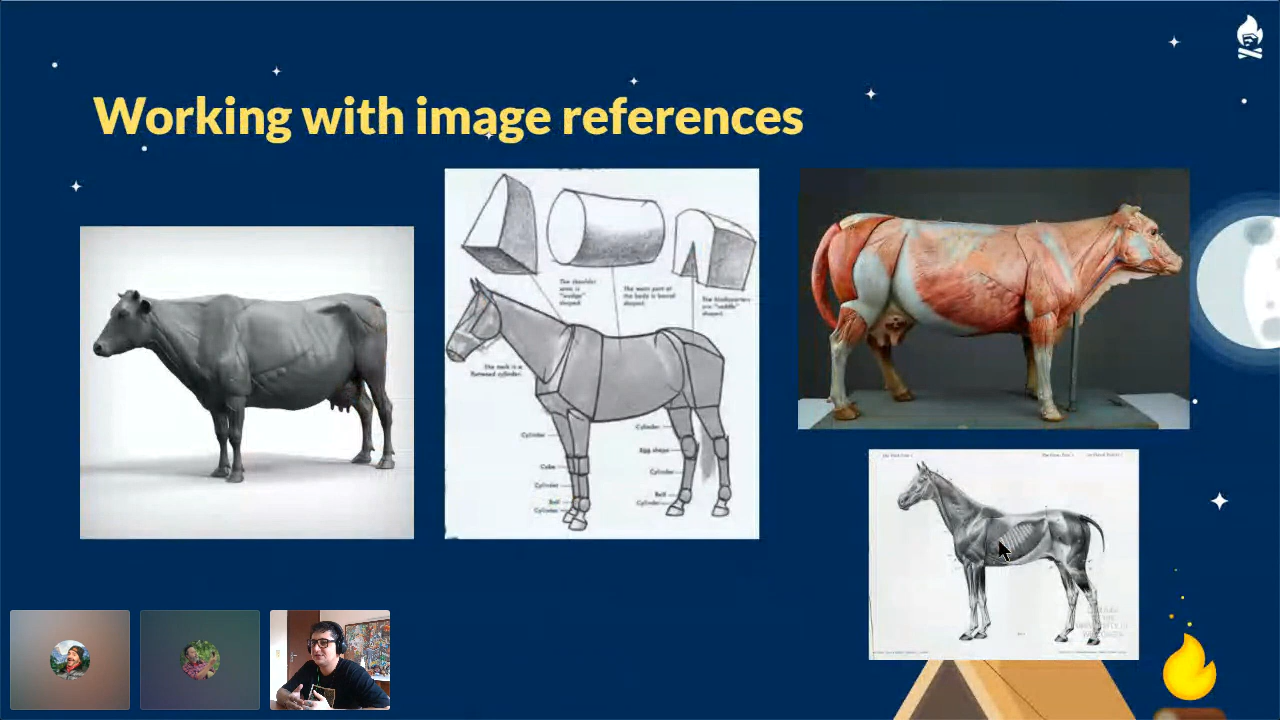 Working with image references
The shoulder
area is
"wedge"
shaped.
The main part of
the body is barrel
shaped.
The hindquarters
are "saddle"
shaped.
The neck is a
flattened cylinder.
Cylinder
Cube
Cylinder
Ball
Cylinder
Cylinder
Egg shape
Cylinder
Ball
Cylinder